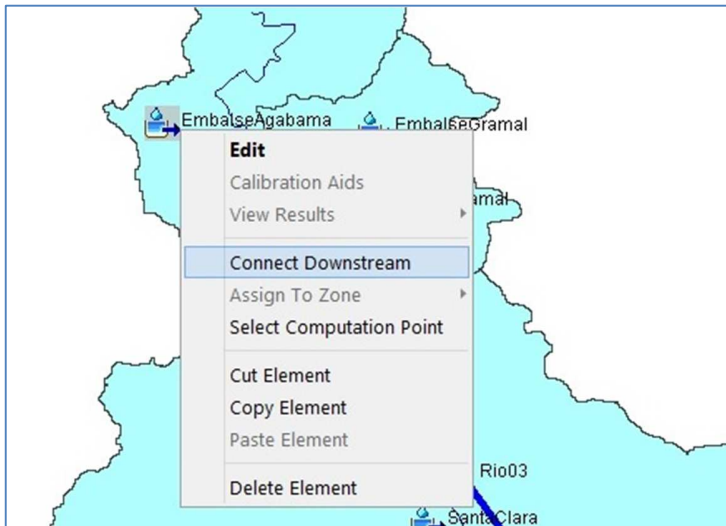 EmbalseAgabama
EmbalseGramal
Edit
Calibration Aids
View Results
Connect Downstream
Assign To Zone
Select Computation Point
Cut Element
Copy Element
Paste Element
Delete Element
Rio03
SantaClara